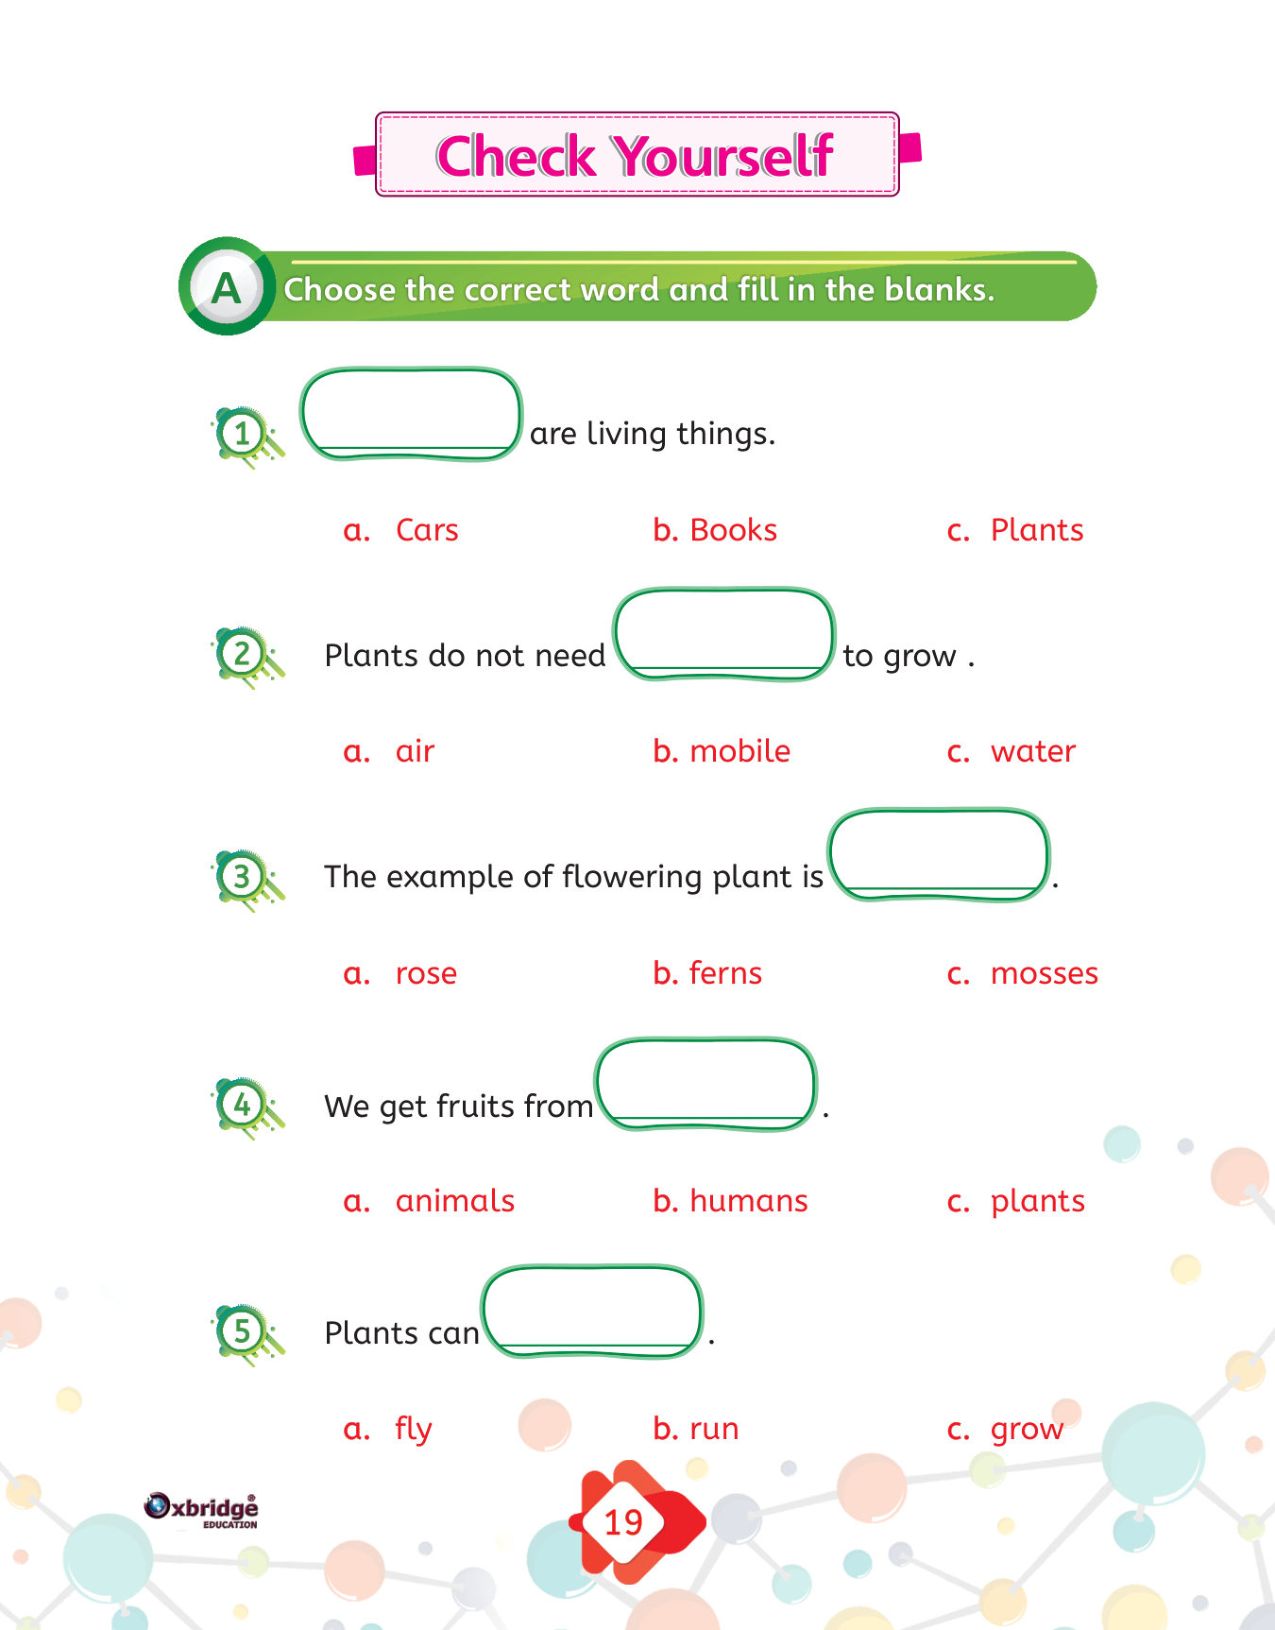 Check Yourself
A Choose the correct word and fill in the blanks.
1 are living things.
a. Cars b. Books c. Plants
2 Plants do not need to grow .
a. air b. mobile c. water
3 The example of flowering plant is .
a. rose b. ferns c. mosses
4 We get fruits from .
a. animals b. humans c. plants
5 Plants can .
a. fly b. run c. grow
Oxbridge®
EDUCATION
19